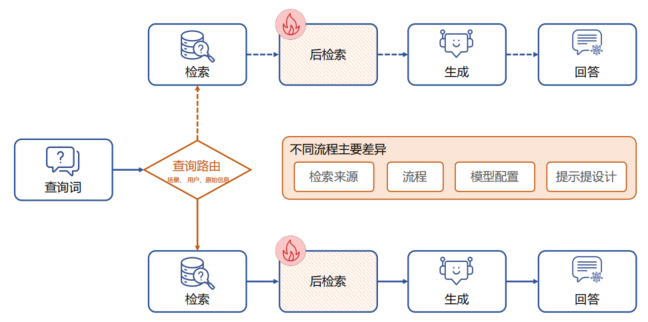 检索
后检索
生成
回答
查询词
查询路由
场景、用户、原始信息
不同流程主要差异
检索来源
流程
模型配置
提示提设计
检索
后检索
生成
回答